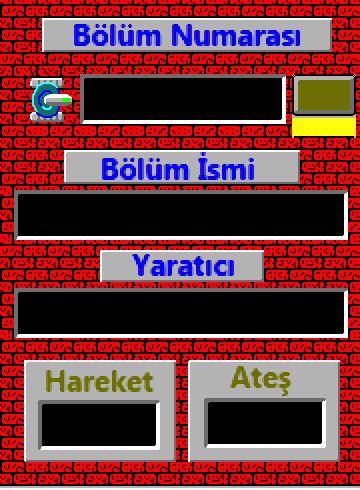 Bölüm Numarası
Bölüm İsmi
Yaratıcı
Hareket
Ateş